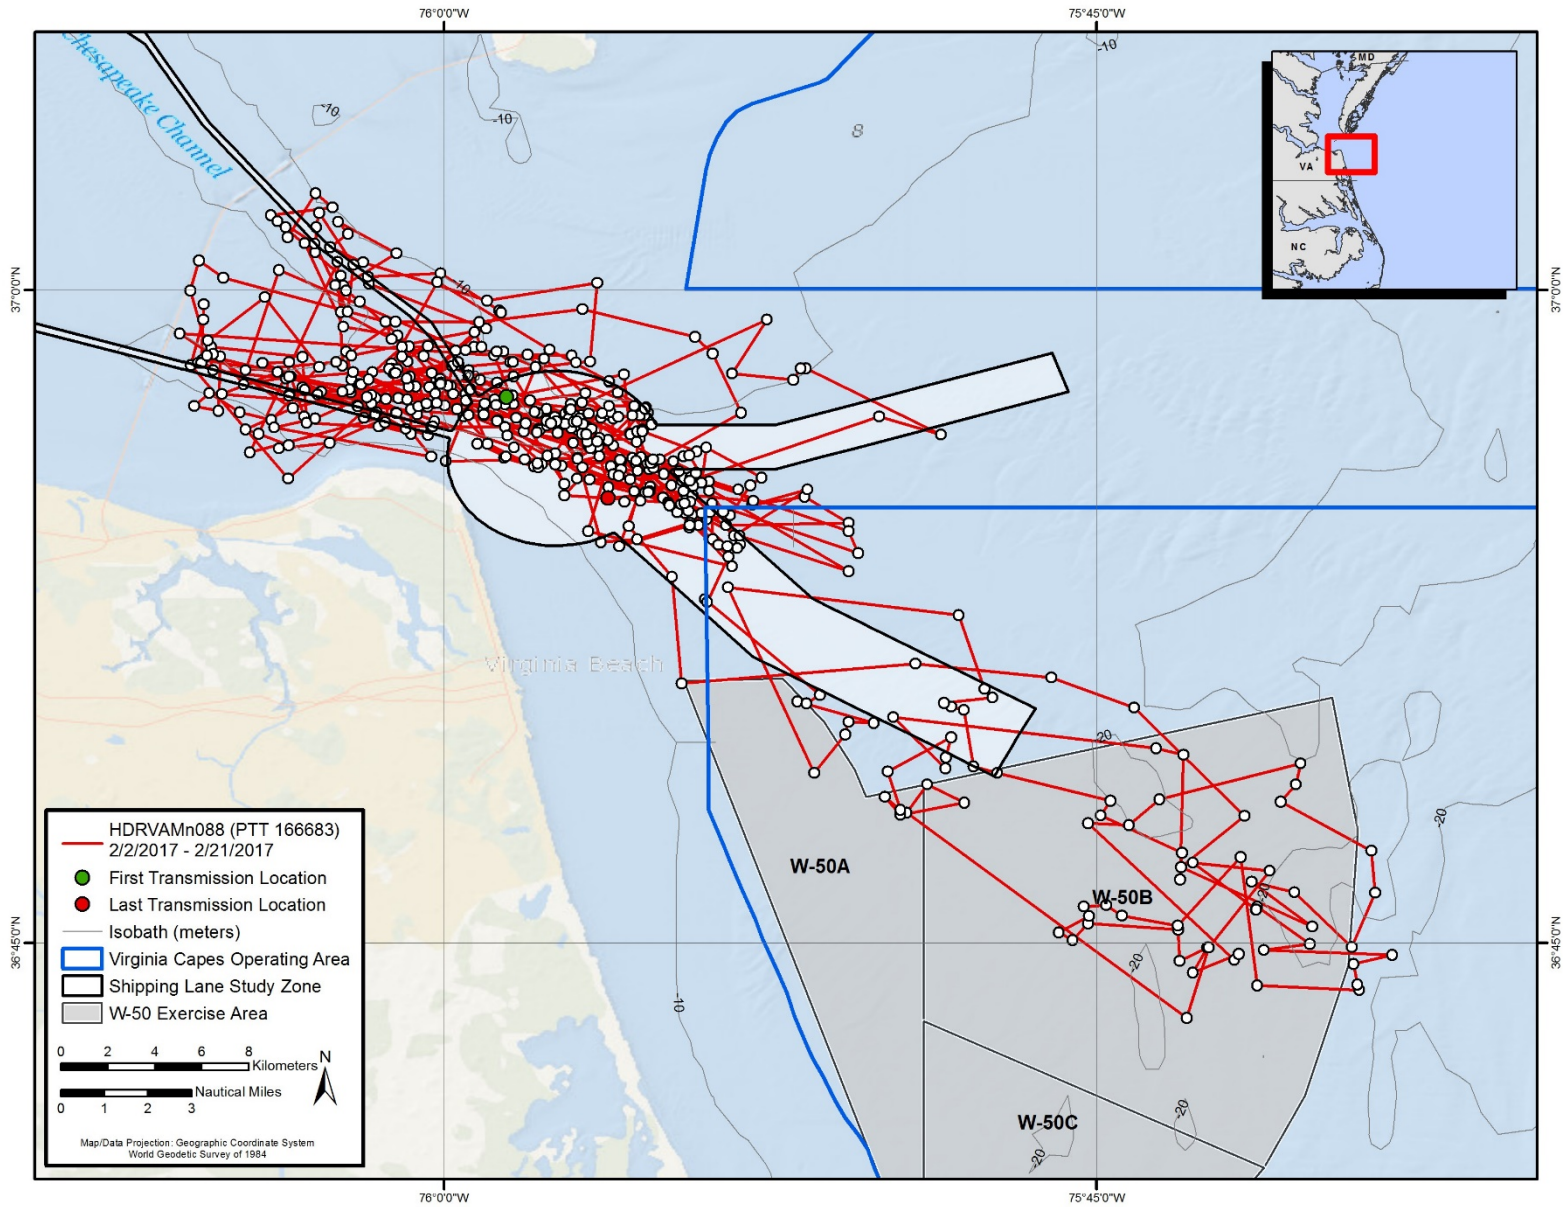 76°0'0"W
75°45'0"W
Chesapeake Channel
-10
-10
-10
8
MD
VA
NC
37°0'0"N
37°0'0"N
10
Virginia Beach
-20
W-50A
W-50B
-20
-20
-20
-10
W-50C
-20
-20
36°45'0"N
36°45'0"N
HDRVAMn088 (PTT 166683)
2/2/2017 - 2/21/2017
First Transmission Location
Last Transmission Location
Isobath (meters)
Virginia Capes Operating Area
Shipping Lane Study Zone
W-50 Exercise Area
0 2 4 6 8
Kilometers
N
Nautical Miles
0 1 2 3
Map/Data Projection: Geographic Coordinate System
World Geodetic Survey of 1984
76°0'0"W
75°45'0"W